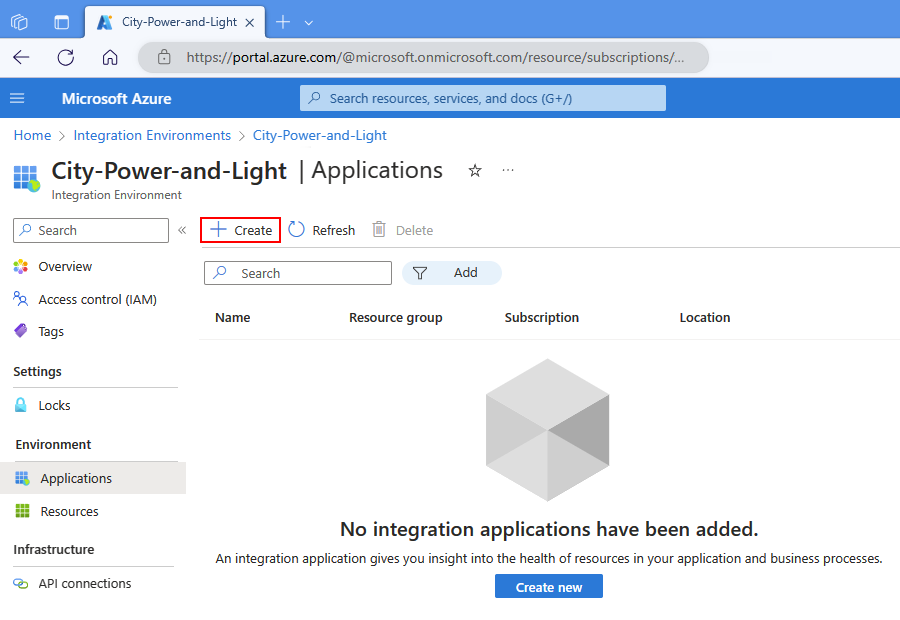 City-Power-and-Light
https://portal.azure.com/@microsoft.onmicrosoft.com/resource/subscriptions/...
Microsoft Azure
Search resources, services, and docs (G+/)
Home > Integration Environments > City-Power-and-Light
City-Power-and-Light | Applications
Integration Environment
Search
Create Refresh Delete
Overview
Access control (IAM)
Tags
Settings
Locks
Environment
Applications
Resources
Infrastructure
API connections
Search Add
Name Resource group Subscription Location
No integration applications have been added.
An integration application gives you insight into the health of resources in your application and business processes.
Create new